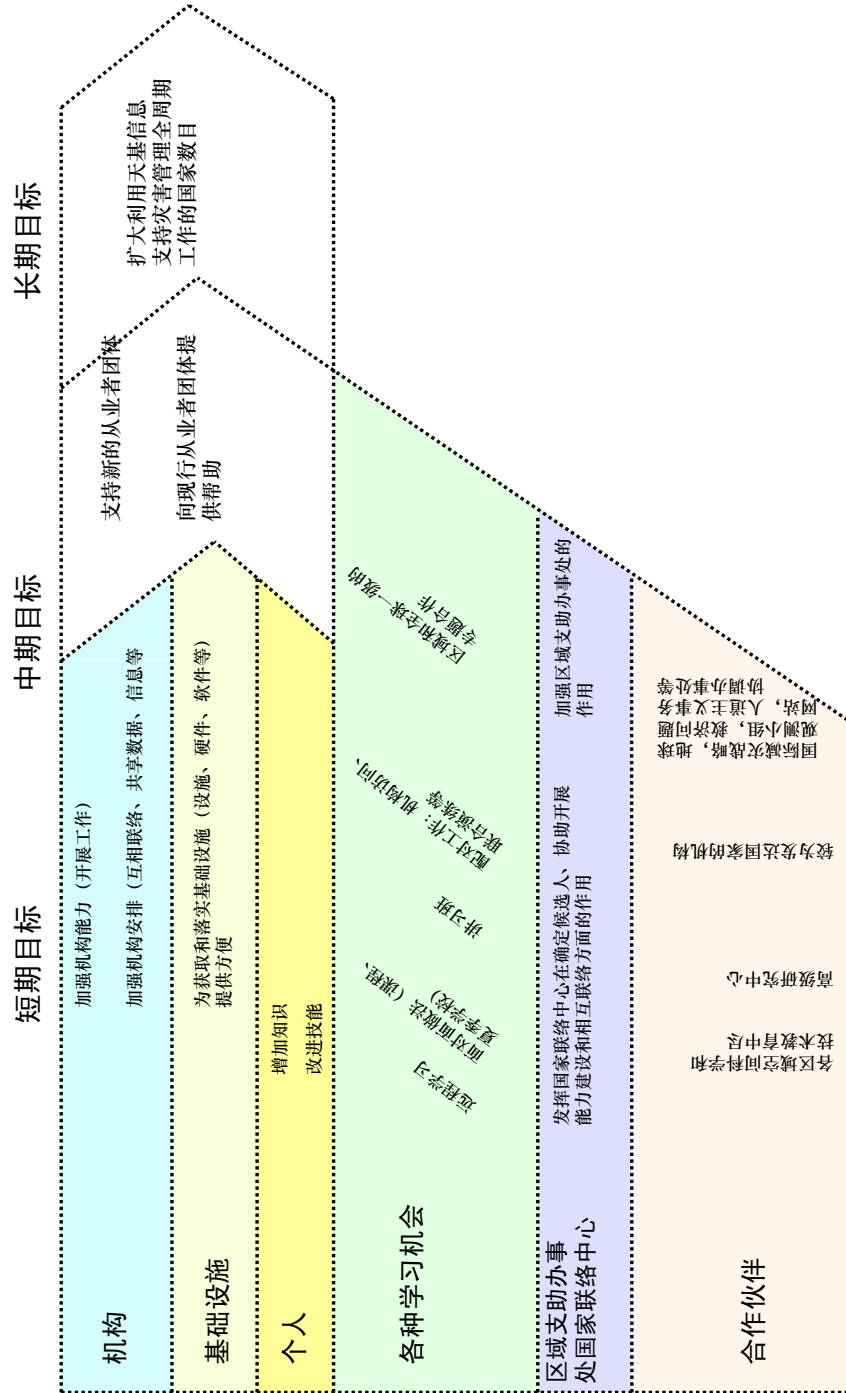 短期目标
中期目标
长期目标
机构
加强机构能力（开展工作）
加强机构安排（互相联络、共享数据、信息等
支持新的从业者团体
向现行从业者团体提
供帮助
扩大利用天基信息
支持灾害管理全周期
工作的国家数目
基础设施
为获取和落实基础设施（设施、硬件、软件等）
提供方便
个人
增加知识
改进技能
各种学习机会
远程学习
面对面做法（课程、
夏季学校）
讲习班
配对工作：机构访问、
联合演练等
区域和全球一级的
专题合作
区域支助办事
处国家联络中心
发挥国家联络中心在确定候选人、协助开展
能力建设和相互联络方面的作用
加强区域支助办事处的
作用
合作伙伴
各区域空间科学和
技术教育中尽
高级研究中心
较为发达国家的机构
国际减灾战略，地球
观测小组，救济问题
网站，人道主义事务
协调办事处等